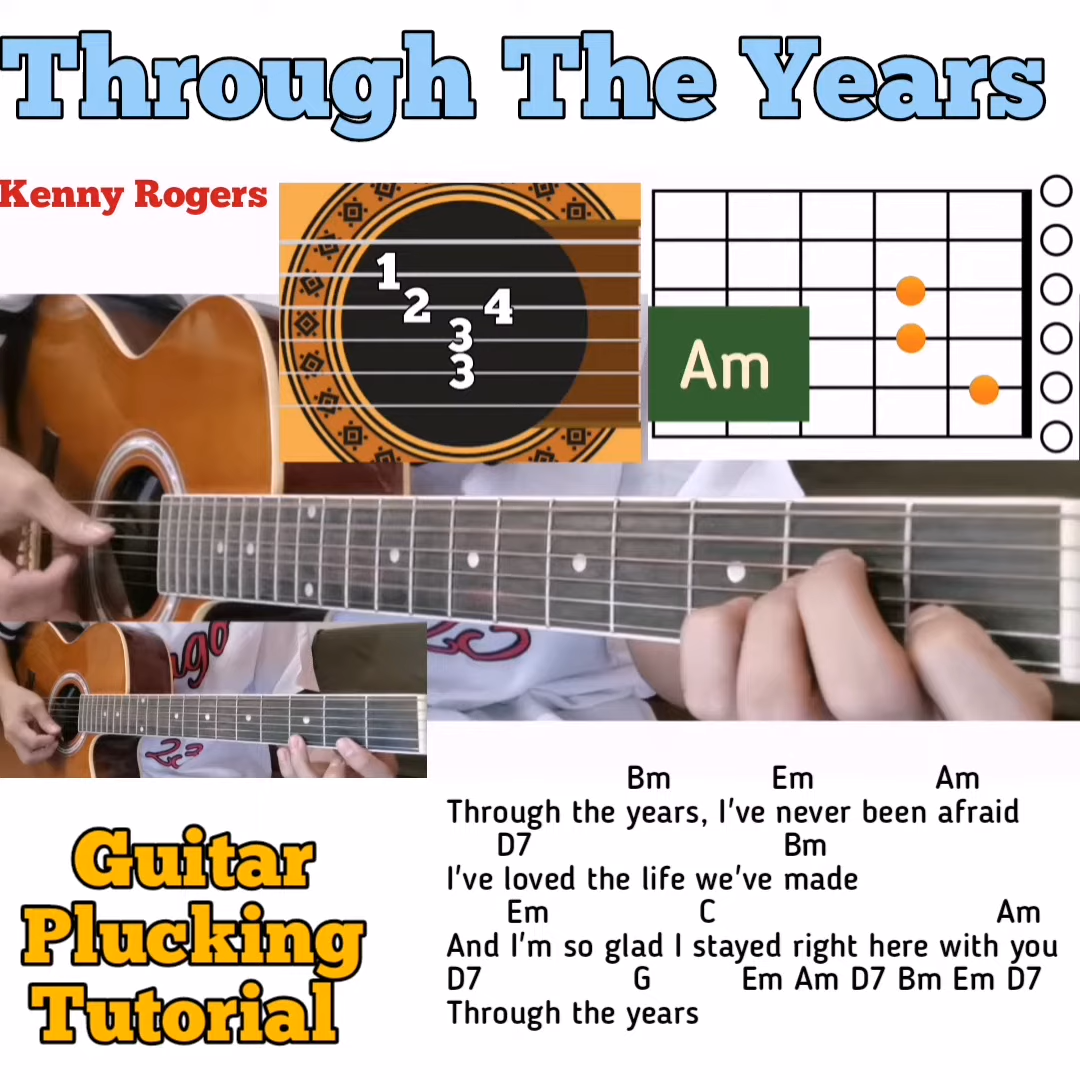 Through The Years
Kenny Rogers
1
2 4
3
3
Am
Bm Em Am
Through the years, I've never been afraid
D7 Bm
I've loved the life we've made
Em C Am
And I'm so glad I stayed right here with you
D7 G Em Am D7 Bm Em D7
Through the years
Guitar
Plucking
Tutorial